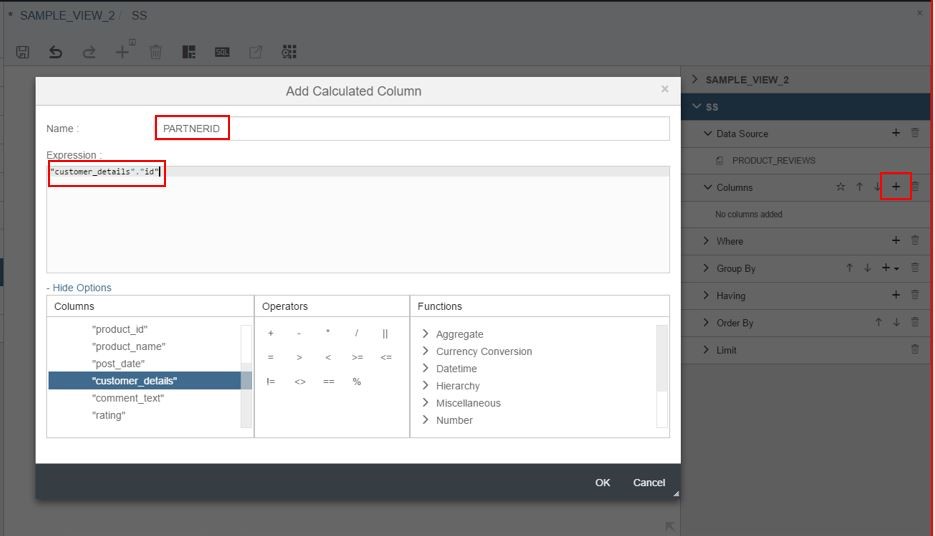 * SAMPLE_VIEW_2 / SS
×
SQL
SAMPLE_VIEW_2
SS
Data Source
PRODUCT_REVIEWS
Columns
No columns added
Where
Group By
Having
Order By
Limit
Add Calculated Column
×
Name :
PARTNERID
Expression :
"customer_details"."id"
- Hide Options
Columns
"product_id"
"product_name"
"post_date"
"customer_details"
"comment_text"
"rating"
Operators
+ - * / ||
= > < >= <=
!= <> == %
Functions
Aggregate
Currency Conversion
Datetime
Hierarchy
Miscellaneous
Number
OK Cancel